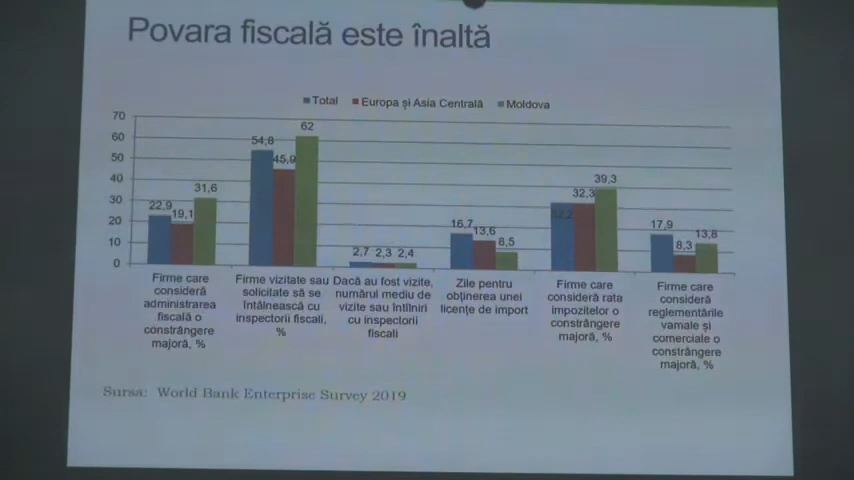 Povara fiscală este înaltă
Total Europa și Asia Centrală Moldova
70
60
50
40
30
20
10
0
22,9 19,1 31,6
54,8 45,9 62
2,7 2,3 2,4
16,7 13,6 8,5
32,3 39,3
17,9 8,3 13,8
Firme care
consideră
administrarea
fiscală o
constrângere
majoră, %
Firme vizitate sau
solicitate să se
întâlnească cu
inspectorii fiscali,
%
Dacă au fost vizite,
numărul mediu de
vizite sau întîlniri
cu inspectorii
fiscali
Zile pentru
obținerea unei
licențe de import
Firme care
consideră rata
impozitelor o
constrângere
majoră, %
Firme care
consideră
reglementările
vamale și
comerciale o
constrângere
majoră, %
Sursa: World Bank Enterprise Survey 2019